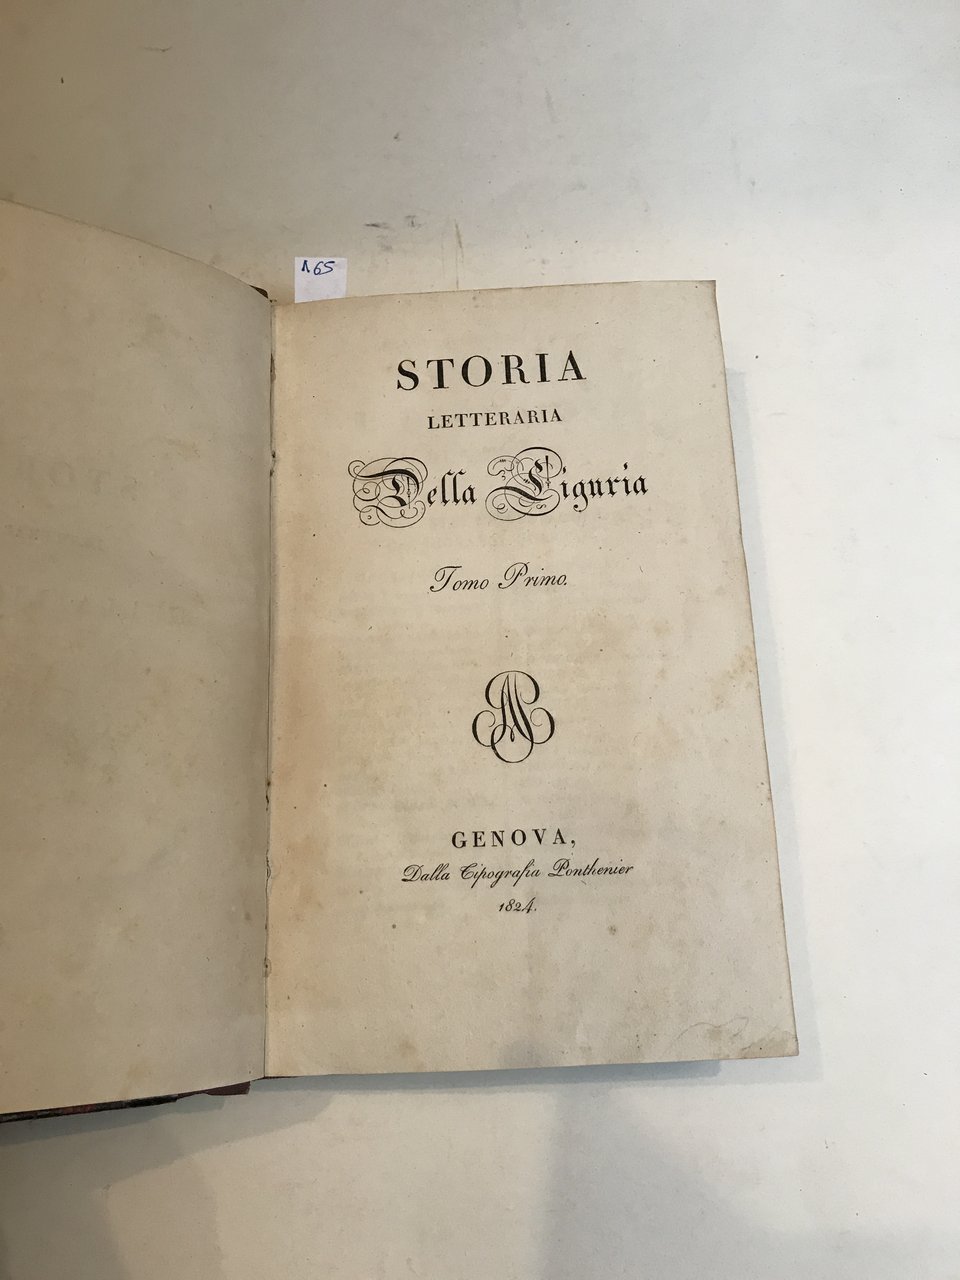 165
STORIA
LETTERARIA
Della Liguria
Tomo Primo.
GENOVA,
Dalla Tipografia Ponthenier
1824.